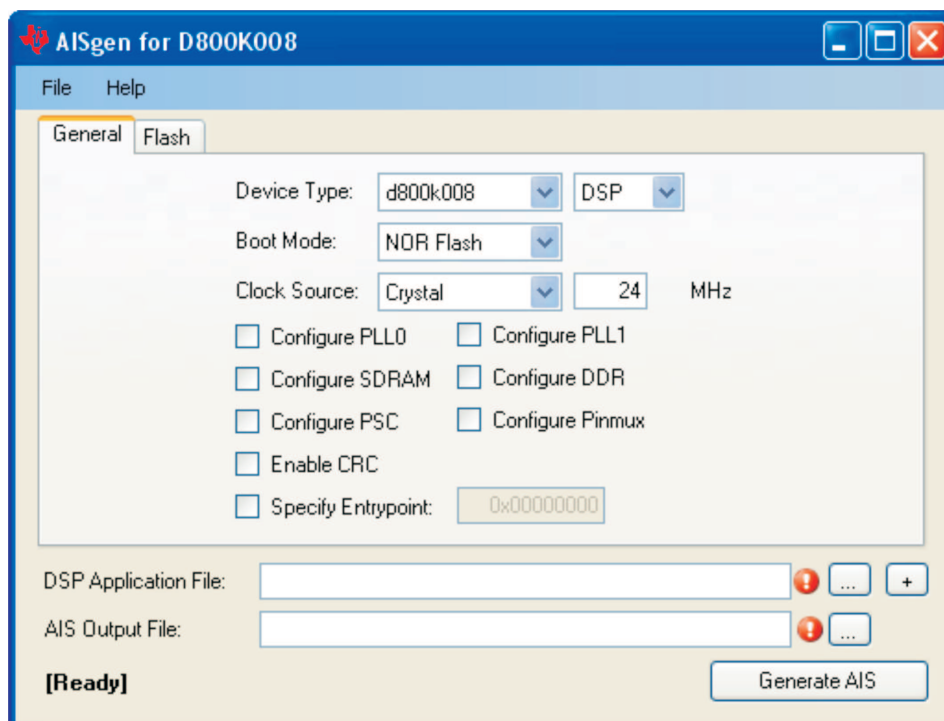 AISgen for D800K008
File Help
General Flash
Device Type: d800k008 DSP
Boot Mode: NOR Flash
Clock Source: Crystal 24 MHz
Configure PLL0 Configure PLL1
Configure SDRAM Configure DDR
Configure PSC Configure Pinmux
Enable CRC
Specify Entrypoint: 0x00000000
DSP Application File: ... +
AIS Output File: ...
[Ready] Generate AIS